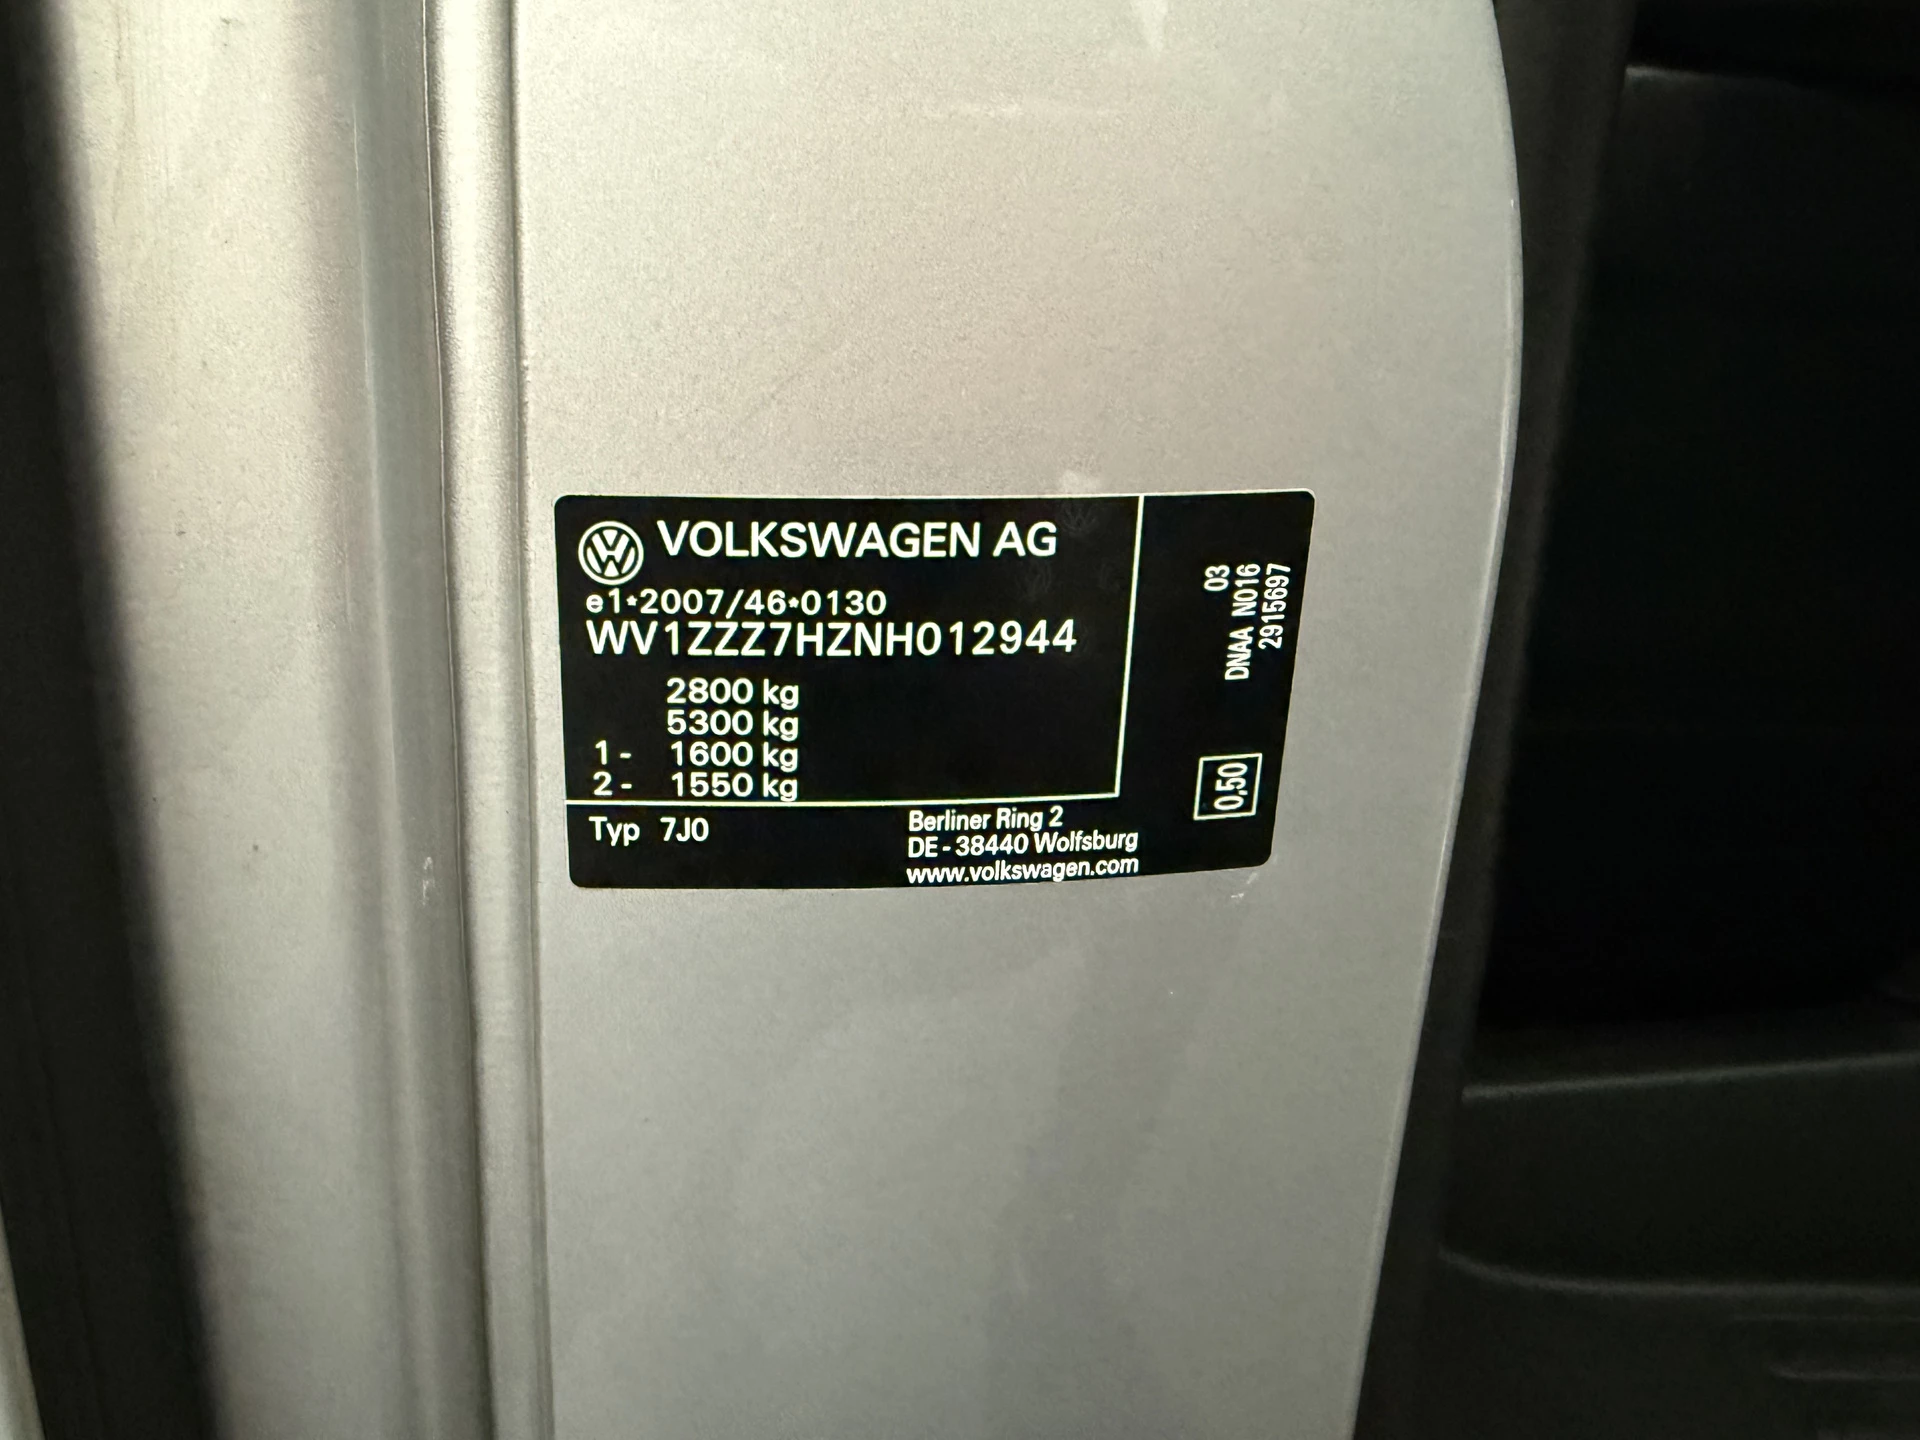 VOLKSWAGEN AG
e1*2007/46*0130
WV1ZZZ7HZNH012944
2800 kg
5300 kg
1 - 1600 kg
2 - 1550 kg
Typ 7J0
Berliner Ring 2
DE - 38440 Wolfsburg
www.volkswagen.com
03
DNAA N016
2915697
0,50